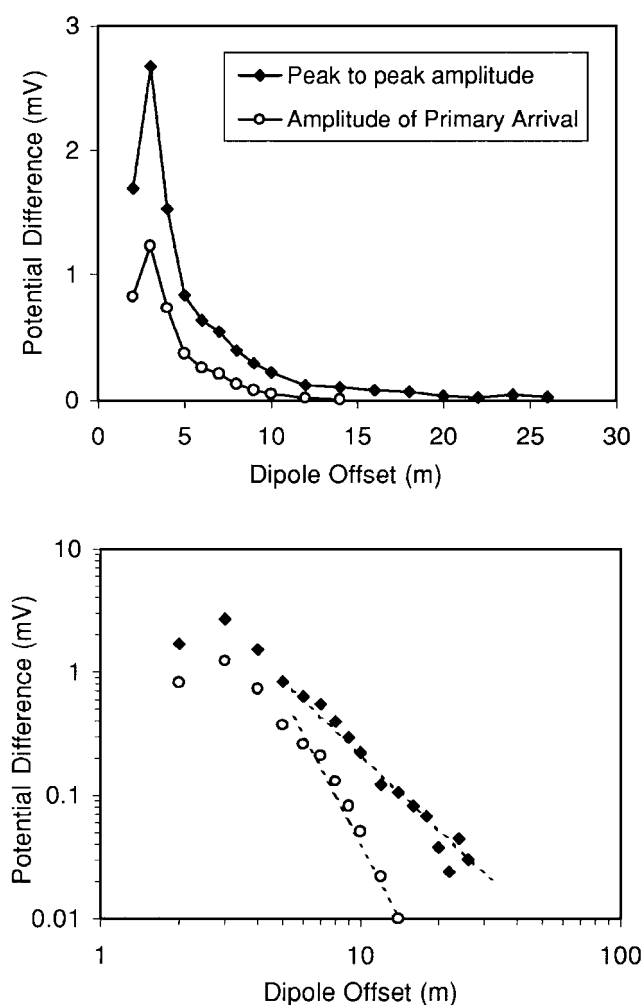 3
Peak to peak amplitude
Amplitude of Primary Arrival
2
1
0
0 5 10 15 20 25 30
Potential Difference (mV)
Dipole Offset (m)
10
1
0.1
0.01
1 10 100
Potential Difference (mV)
Dipole Offset (m)